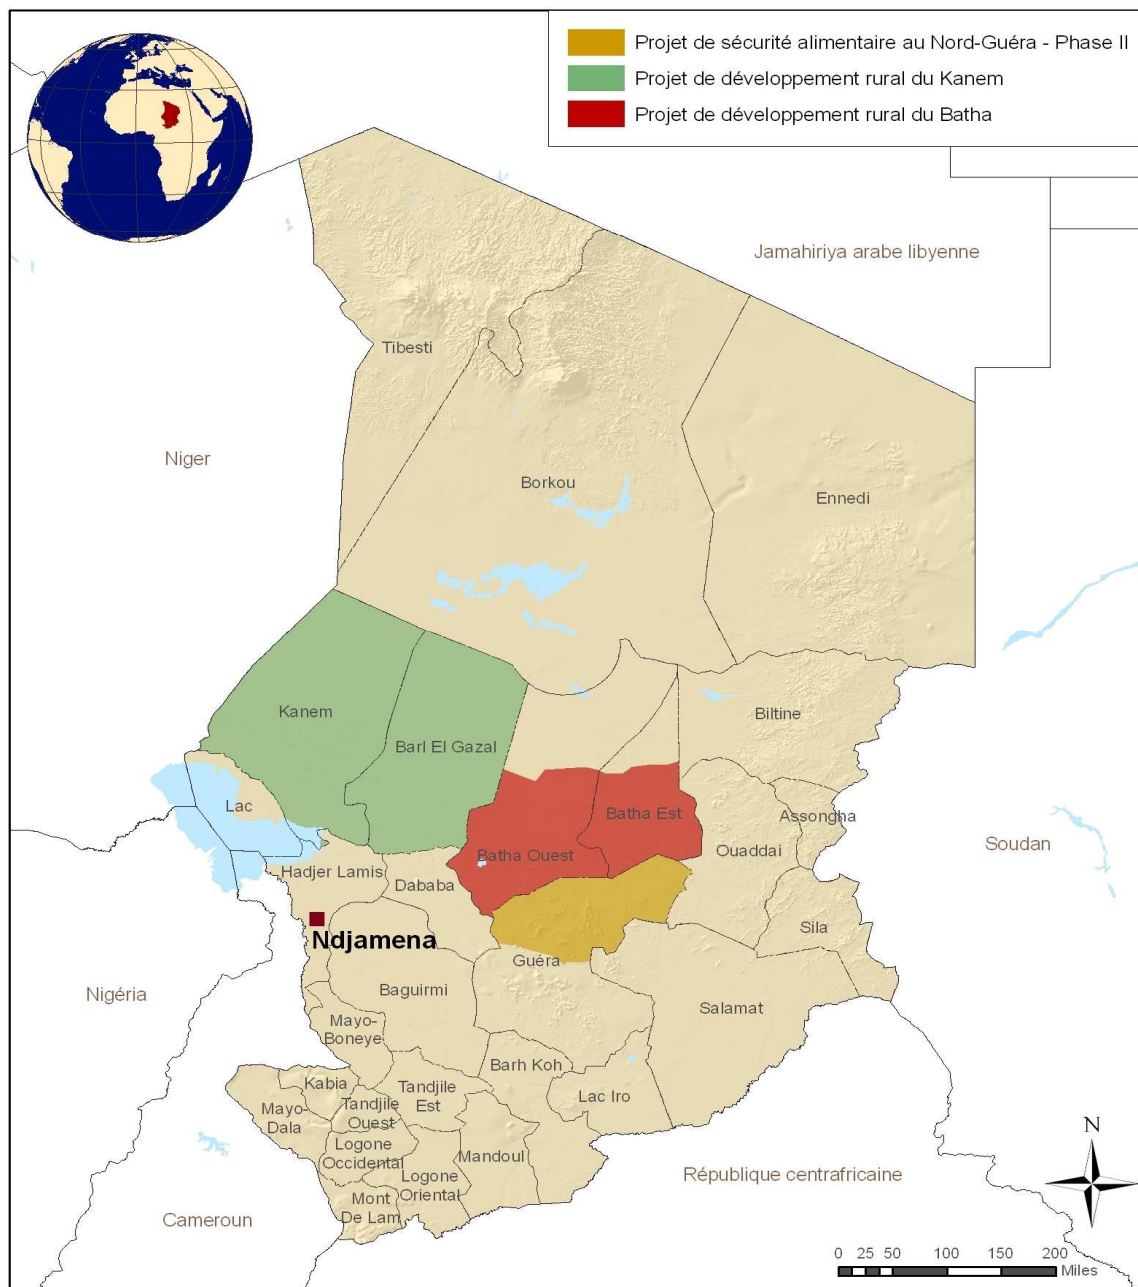 Projet de sécurité alimentaire au Nord-Guéra - Phase II
Projet de développement rural du Kanem
Projet de développement rural du Batha
Jamahiriya arabe libyenne
Tibesti
Niger
Borkou
Ennedi
Kanem
Biltine
Barl El Gazal
Lac
Batha Est
Assongha
Ouaddai
Soudan
Batha Ouest
Hadjer Lamis
Dababa
Sila
Ndjamena
Guéra
Baguirmi
Nigéria
Salamat
Mayo-
Boneye
Barh Koh
Kabia
Tandjile
Est
Lac Iro
Mayo-
Dala
Tandjile
Ouest
Logone
Occidental
Mandoul
Logone
Oriental
République centrafricaine
Mont
De Lam
Cameroun
N
0 25 50 100 150 200
Miles